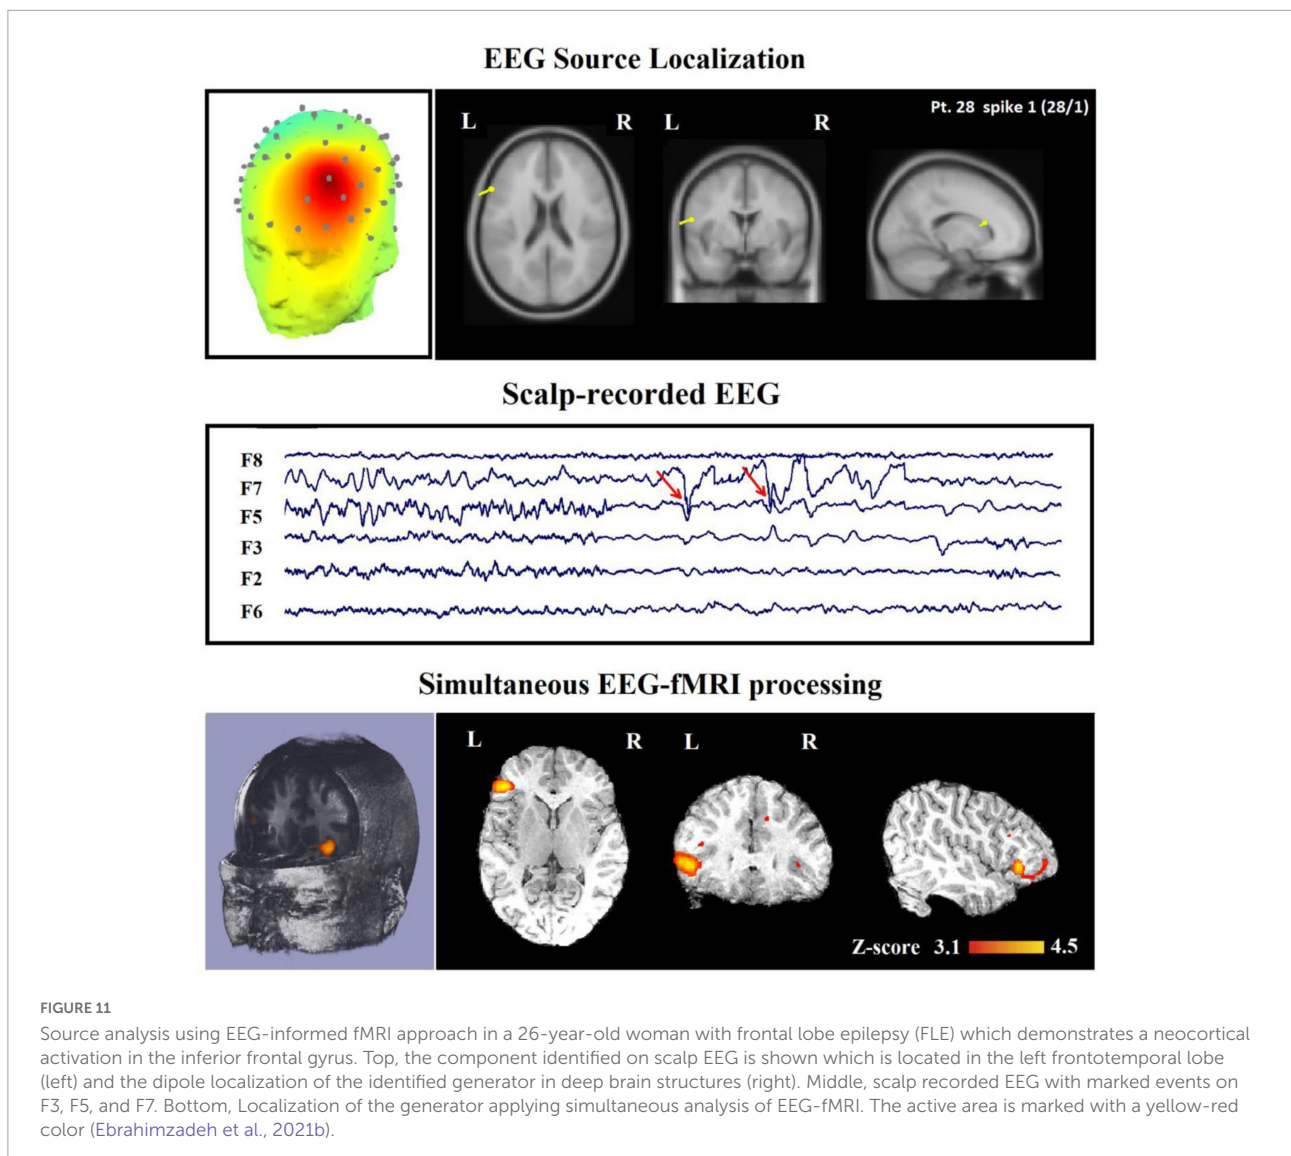 EEG Source Localization
Pt. 28 spike 1 (28/1)
L R L R
Scalp-recorded EEG
F8
F7
F5
F3
F2
F6
Simultaneous EEG-fMRI processing
L R L R
Z-score 3.1 4.5
FIGURE 11
Source analysis using EEG-informed fMRI approach in a 26-year-old woman with frontal lobe epilepsy (FLE) which demonstrates a neocortical
activation in the inferior frontal gyrus. Top, the component identified on scalp EEG is shown which is located in the left frontotemporal lobe
(left) and the dipole localization of the identified generator in deep brain structures (right). Middle, scalp recorded EEG with marked events on
F3, F5, and F7. Bottom, Localization of the generator applying simultaneous analysis of EEG-fMRI. The active area is marked with a yellow-red
color (Ebrahimzadeh et al., 2021b).